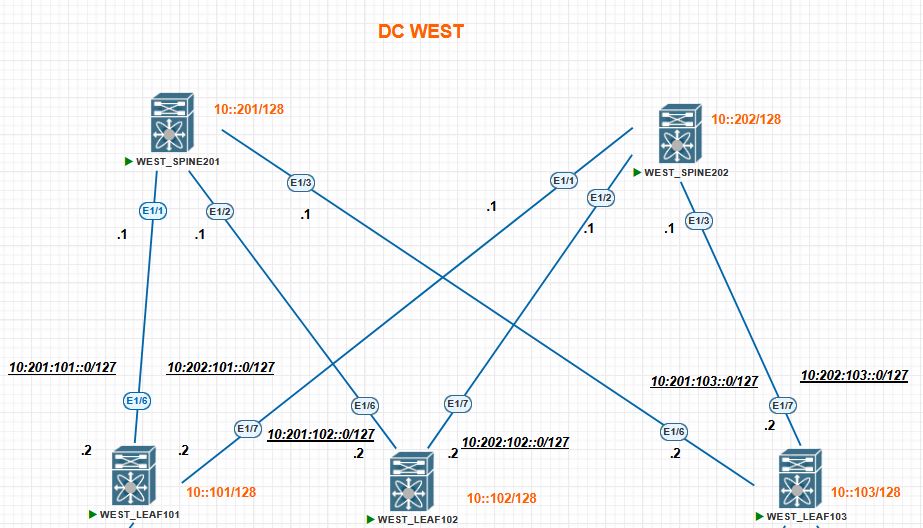 DC WEST
10::201/128
10::202/128
WEST_SPINE201
WEST_SPINE202
E1/3
E1/1
E1/2
E1/1
E1/2
.1
.1
E1/3
.1
.1
.1
.1
10:201:101::0/127
10:202:101::0/127
10:201:103::0/127
10:202:103::0/127
E1/6
E1/6
E1/7
E1/7
E1/7
10:201:102::0/127
E1/6
.2
10:202:102::0/127
.2
.2
.2
.2
.2
10::101/128
10::102/128
10::103/128
WEST_LEAF101
WEST_LEAF102
WEST_LEAF103